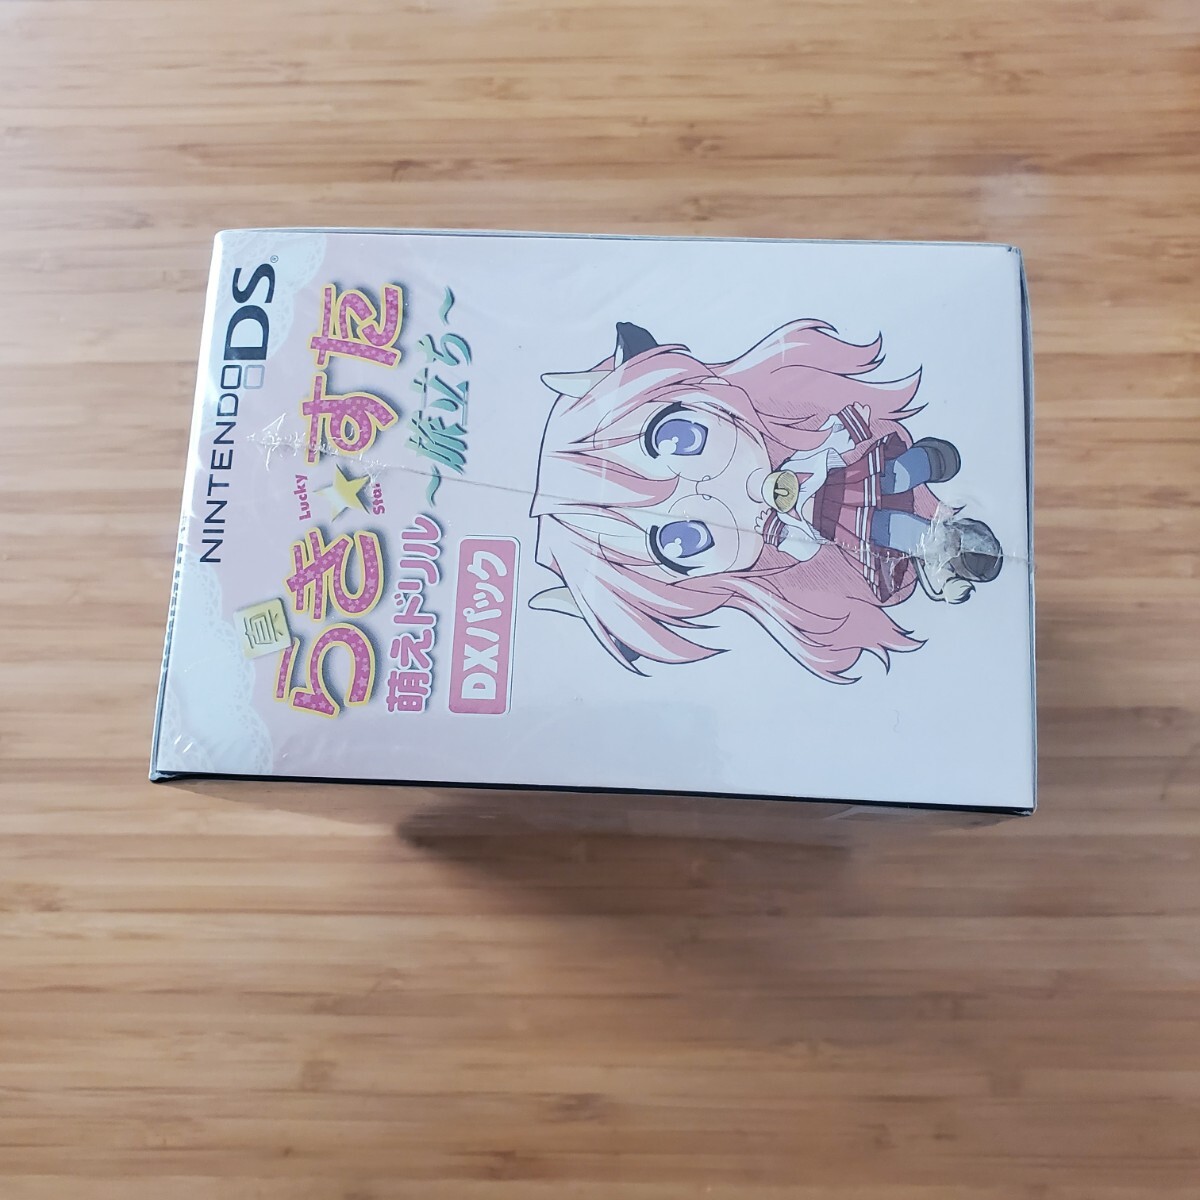 NINTENDO DS®
真
らき☆すた
Lucky Star
萌えドリル
～旅立ち～
DXパック